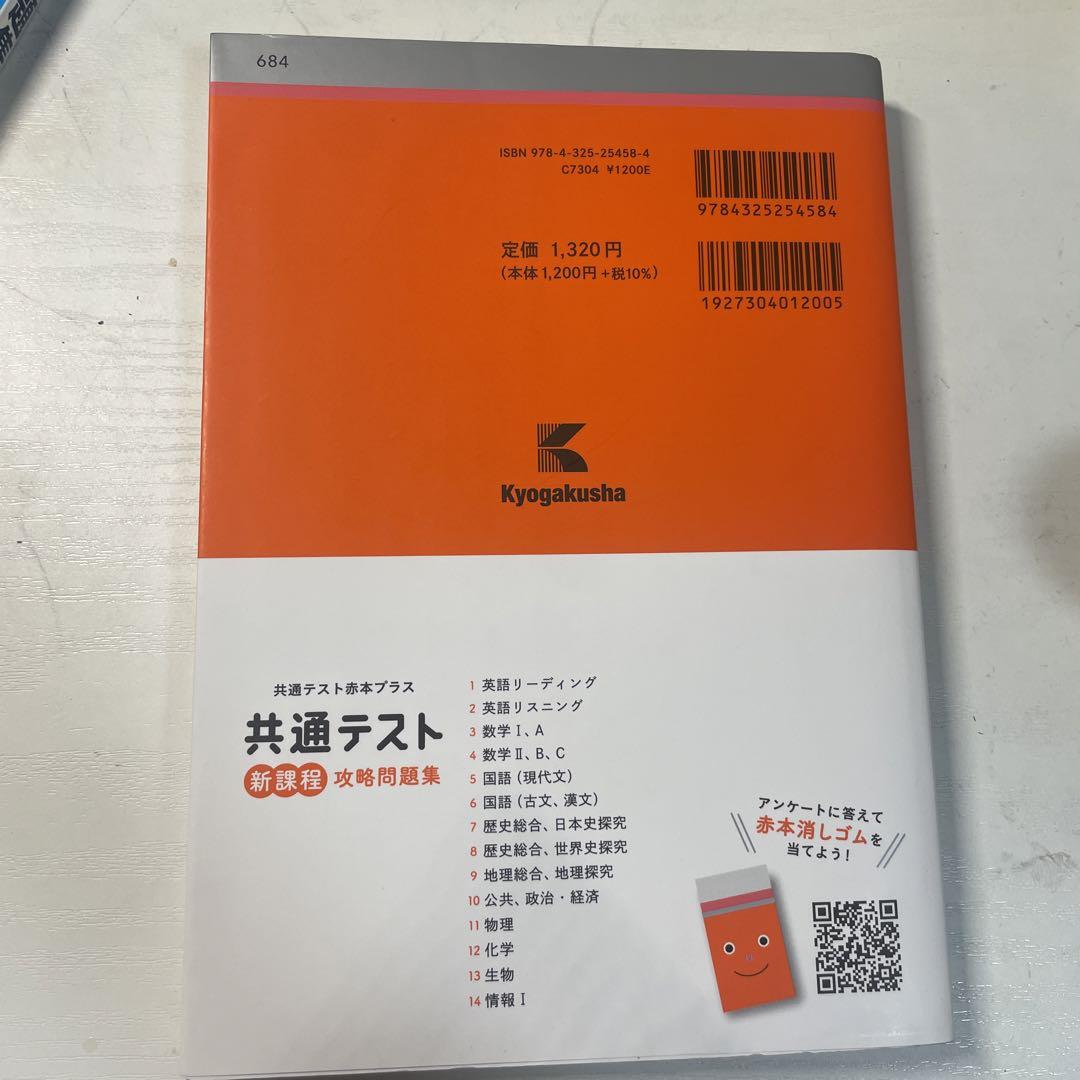 684
ISBN 978-4-325-25458-4
C7304 ¥1200E
9784325254584
定価 1,320円
(本体1,200円+税10%)
1927304012005
Kyogakusha
共通テスト赤本プラス
共通テスト
新課程 攻略問題集
1 英語リーディング
2 英語リスニング
3 数学Ⅰ、A
4 数学Ⅱ、B、C
5 国語(現代文)
6 国語(古文、漢文)
7 歴史総合、日本史探究
8 歴史総合、世界史探究
9 地理総合、地理探究
10 公共、政治・経済
11 物理
12 化学
13 生物
14 情報Ⅰ
アンケートに答えて
赤本消しゴムを
当てよう!